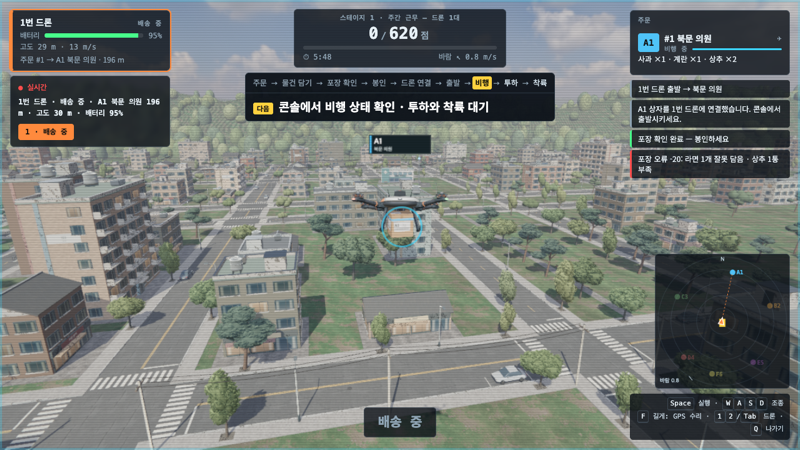 1번 드론 배송 중
배터리 95%
고도 29 m · 13 m/s
주문 #1 → A1 북문 의원 · 196 m
실시간
1번 드론 · 배송 중 · A1 북문 의원 196
m · 고도 30 m · 배터리 95%
1 · 배송 중
스테이지 1 · 주간 근무 — 드론 1대
0 / 620점
5:48 바람 ↖ 0.8 m/s
주문 → 물건 담기 → 포장 확인 → 봉인 → 드론 연결 → 출발 → 비행 → 투하 → 착륙
다음 콘솔에서 비행 상태 확인 · 투하와 착륙 대기
A1
북문 의원
주문
A1 #1 북문 의원
비행 중
사과 ×1 · 계란 ×1 · 상추 ×2
1번 드론 출발 → 북문 의원
A1 상자를 1번 드론에 연결했습니다. 콘솔에서
출발시키세요.
포장 확인 완료 — 봉인하세요
포장 오류 -20: 라면 1개 잘못 담음 · 상추 1통
부족
N
A1
C3
B2
바람 0.8
Space 실행 · W A S D 조종
F 길게: GPS 수리 · 1 2 / Tab 드론 ·
Q 나가기
배송 중